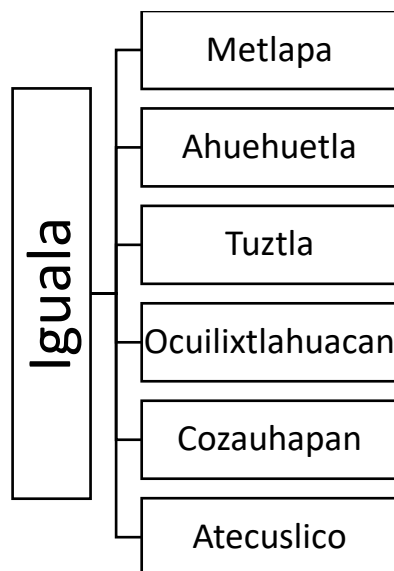 Iguala
Metlapa
Ahuehuetla
Tuztla
Ocuilixtlahuacan
Cozauhapan
Atecuslico